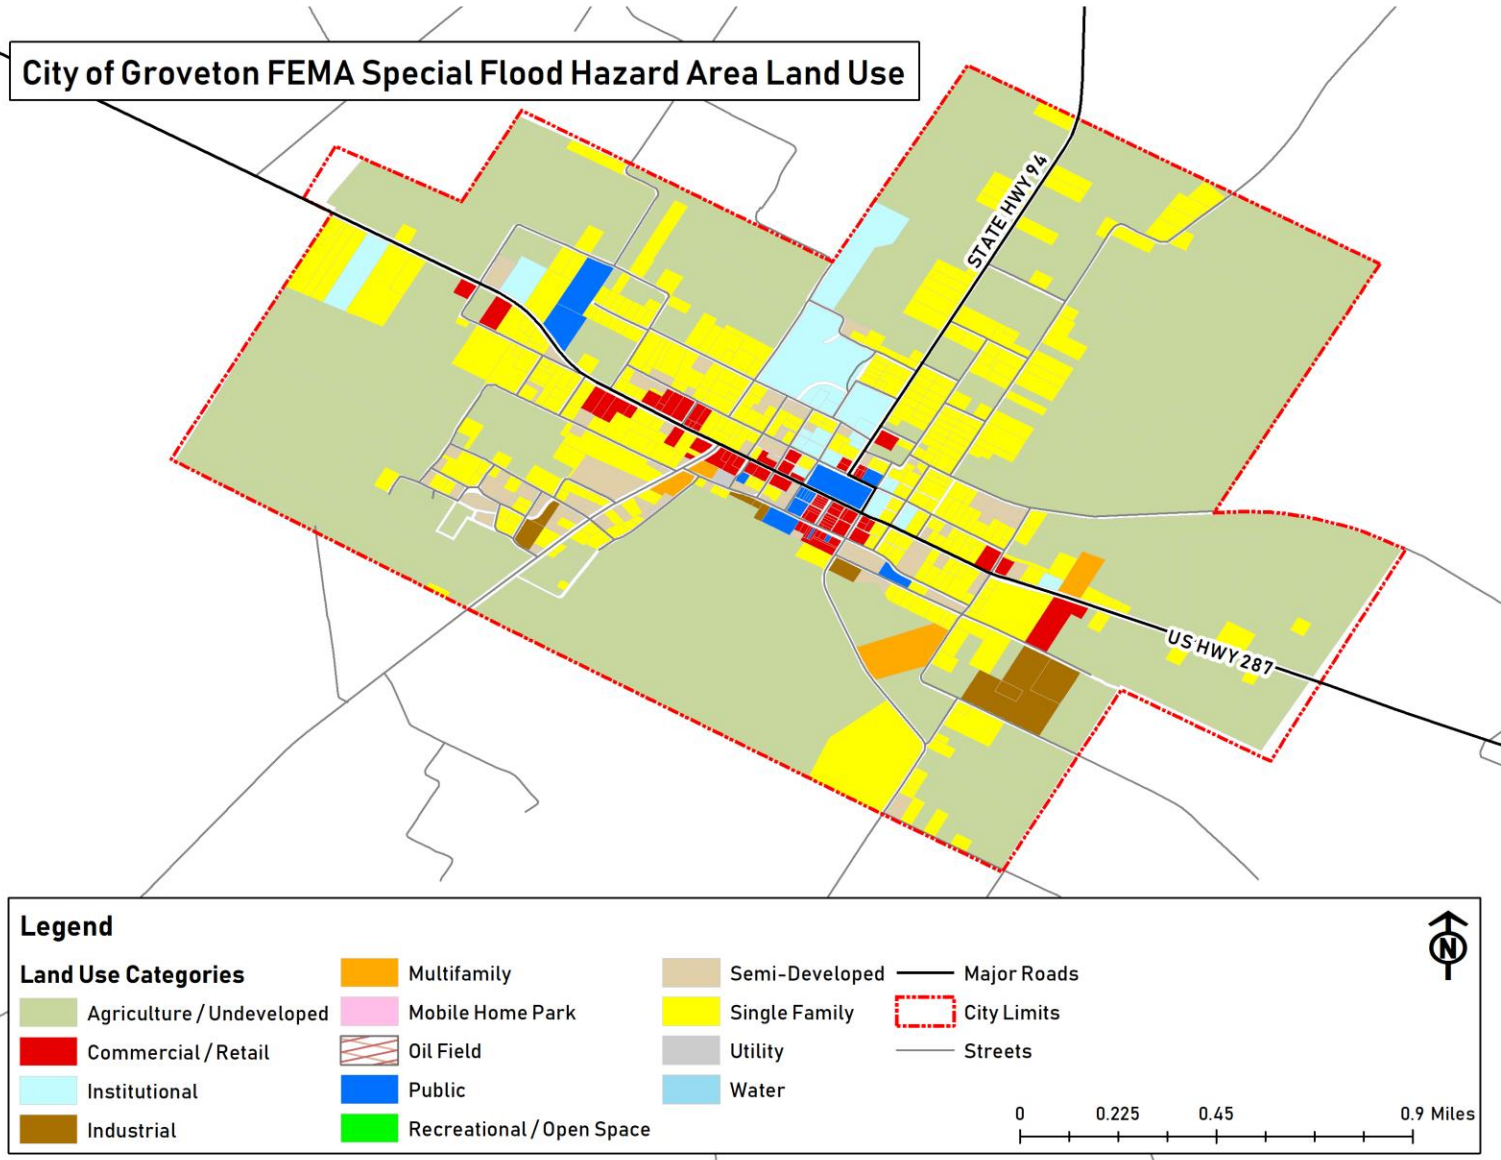 City of Groveton FEMA Special Flood Hazard Area Land Use
STATE HWY 94
US HWY 287
Legend
Land Use Categories
Agriculture / Undeveloped
Commercial / Retail
Institutional
Industrial
Multifamily
Mobile Home Park
Oil Field
Public
Recreational / Open Space
Semi-Developed
Single Family
Utility
Water
Major Roads
City Limits
Streets
N
0 0.225 0.45 0.9 Miles